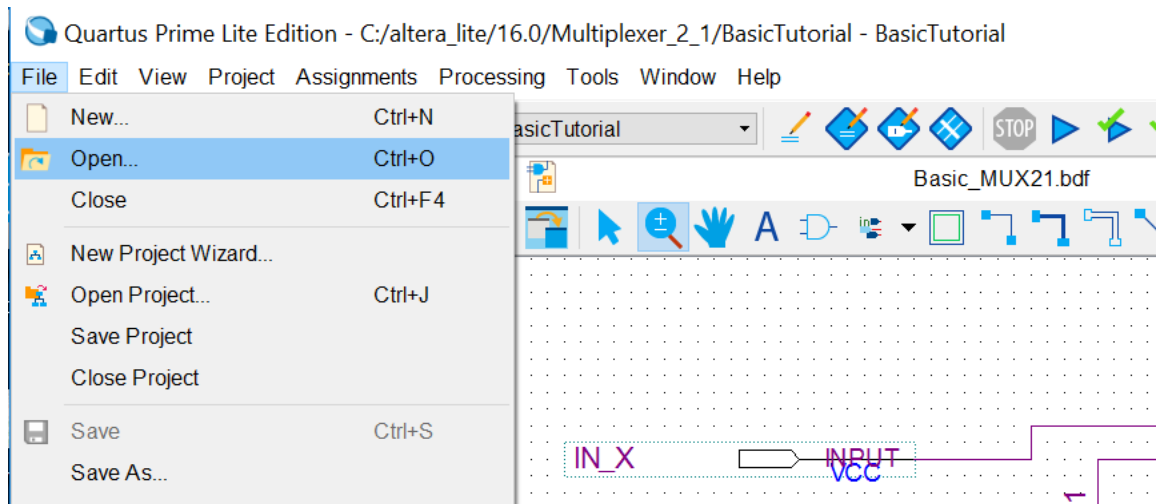 Quartus Prime Lite Edition - C:/altera_lite/16.0/Multiplexer_2_1/BasicTutorial - BasicTutorial
File Edit View Project Assignments Processing Tools Window Help
New... Ctrl+N
asicTutorial
STOP
Open... Ctrl+O
Basic_MUX21.bdf
Close Ctrl+F4
A
in
New Project Wizard...
Open Project... Ctrl+J
Save Project
Close Project
Save Ctrl+S
Save As...
IN_X
INPUT
VCC
1